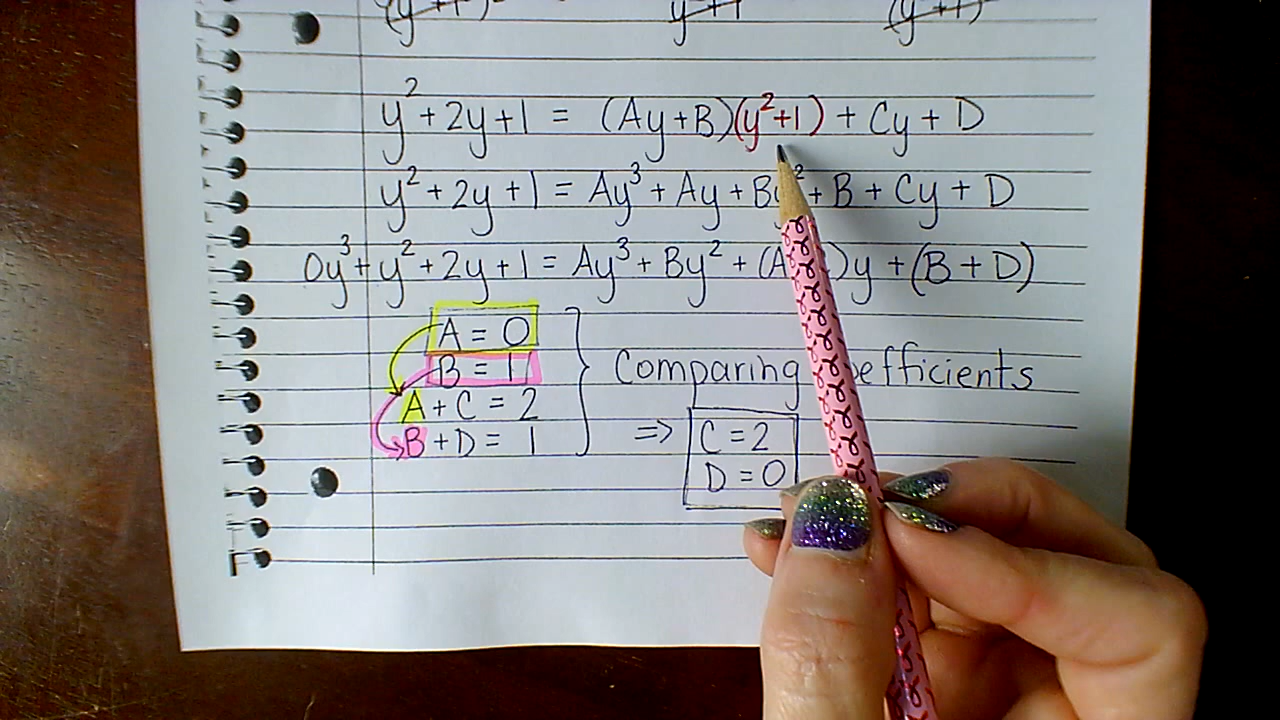 y² + 2y + 1 = (Ay + B)(y² + 1) + Cy + D
y² + 2y + 1 = Ay³ + Ay + By² + B + Cy + D
0y³ + y² + 2y + 1 = Ay³ + By² + (A )y + (B + D)
A = 0
B = 1
A + C = 2
B + D = 1
Comparing
⇒ C = 2
D = 0